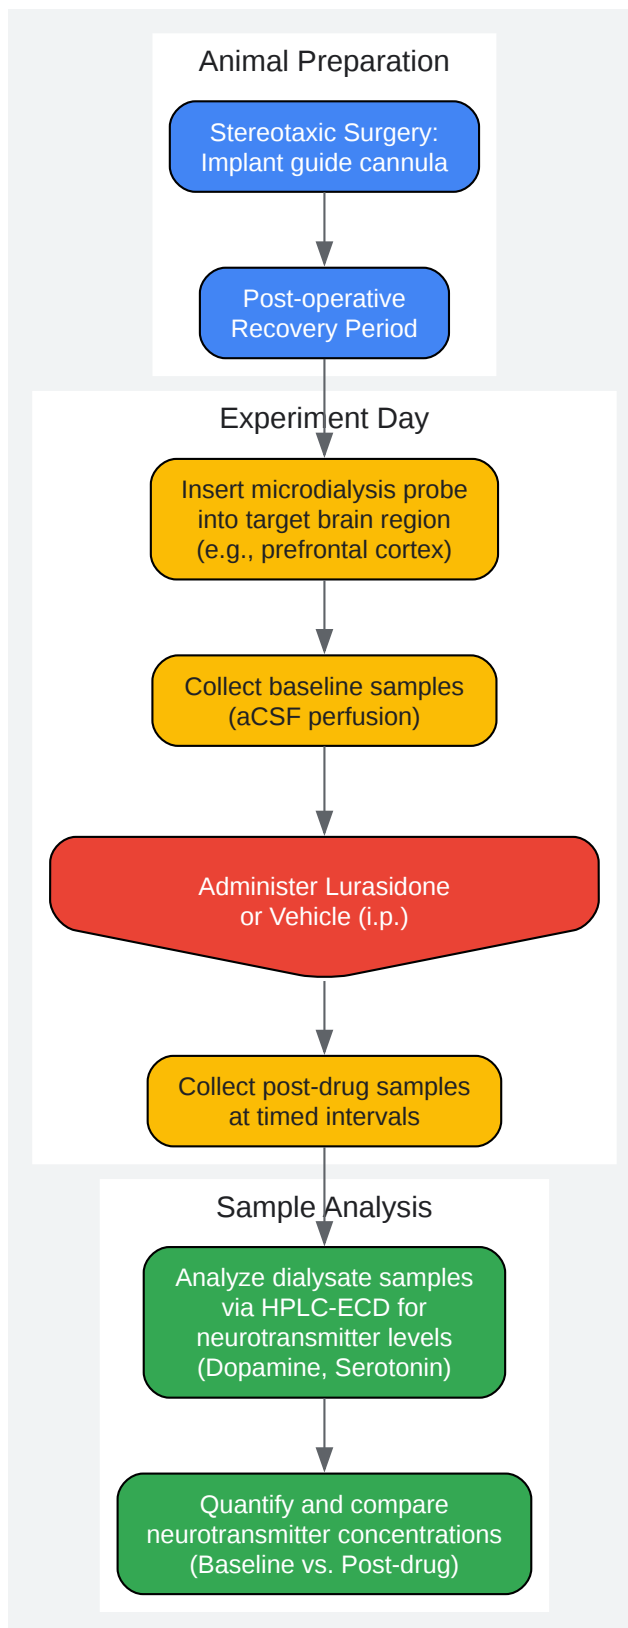 Animal Preparation
Stereotaxic Surgery:
Implant guide cannula
Post-operative
Recovery Period
Experiment Day
Insert microdialysis probe
into target brain region
(e.g., prefrontal cortex)
Collect baseline samples
(aCSF perfusion)
Administer Lurasidone
or Vehicle (i.p.)
Collect post-drug samples
at timed intervals
Sample Analysis
Analyze dialysate samples
via HPLC-ECD for
neurotransmitter levels
(Dopamine, Serotonin)
Quantify and compare
neurotransmitter concentrations
(Baseline vs. Post-drug)